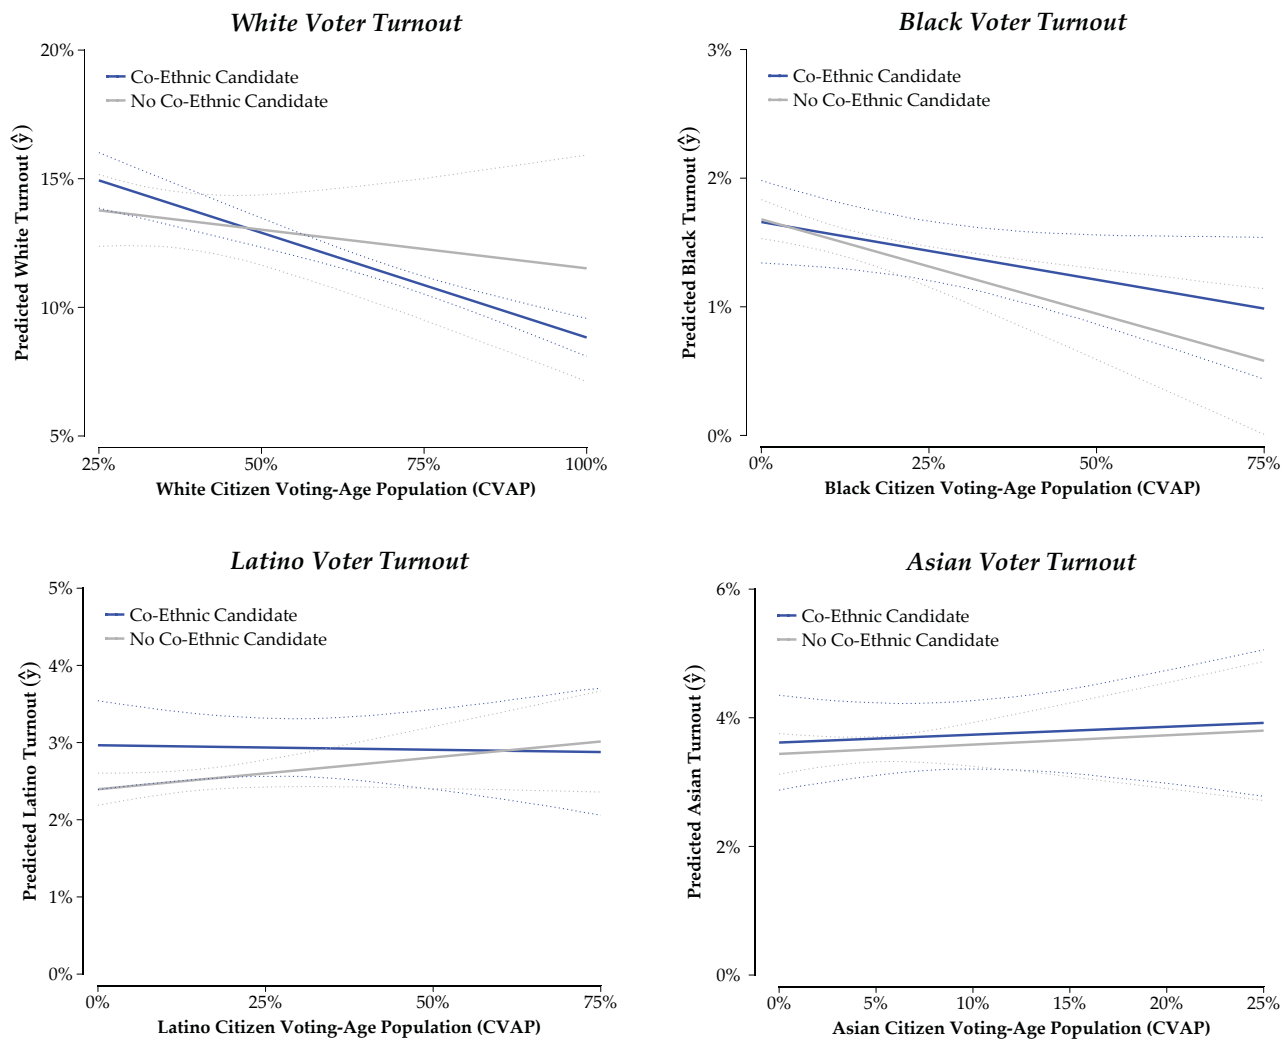 White Voter Turnout
20%
15%
10%
5%
Predicted White Turnout (ŷ)
Co-Ethnic Candidate
No Co-Ethnic Candidate
25% 50% 75% 100%
White Citizen Voting-Age Population (CVAP)
Black Voter Turnout
3%
2%
1%
0%
Predicted Black Turnout (ŷ)
Co-Ethnic Candidate
No Co-Ethnic Candidate
0% 25% 50% 75%
Black Citizen Voting-Age Population (CVAP)
Latino Voter Turnout
5%
4%
3%
2%
1%
0%
Predicted Latino Turnout (ŷ)
Co-Ethnic Candidate
No Co-Ethnic Candidate
0% 25% 50% 75%
Latino Citizen Voting-Age Population (CVAP)
Asian Voter Turnout
6%
4%
2%
0%
Predicted Asian Turnout (ŷ)
Co-Ethnic Candidate
No Co-Ethnic Candidate
0% 5% 10% 15% 20% 25%
Asian Citizen Voting-Age Population (CVAP)